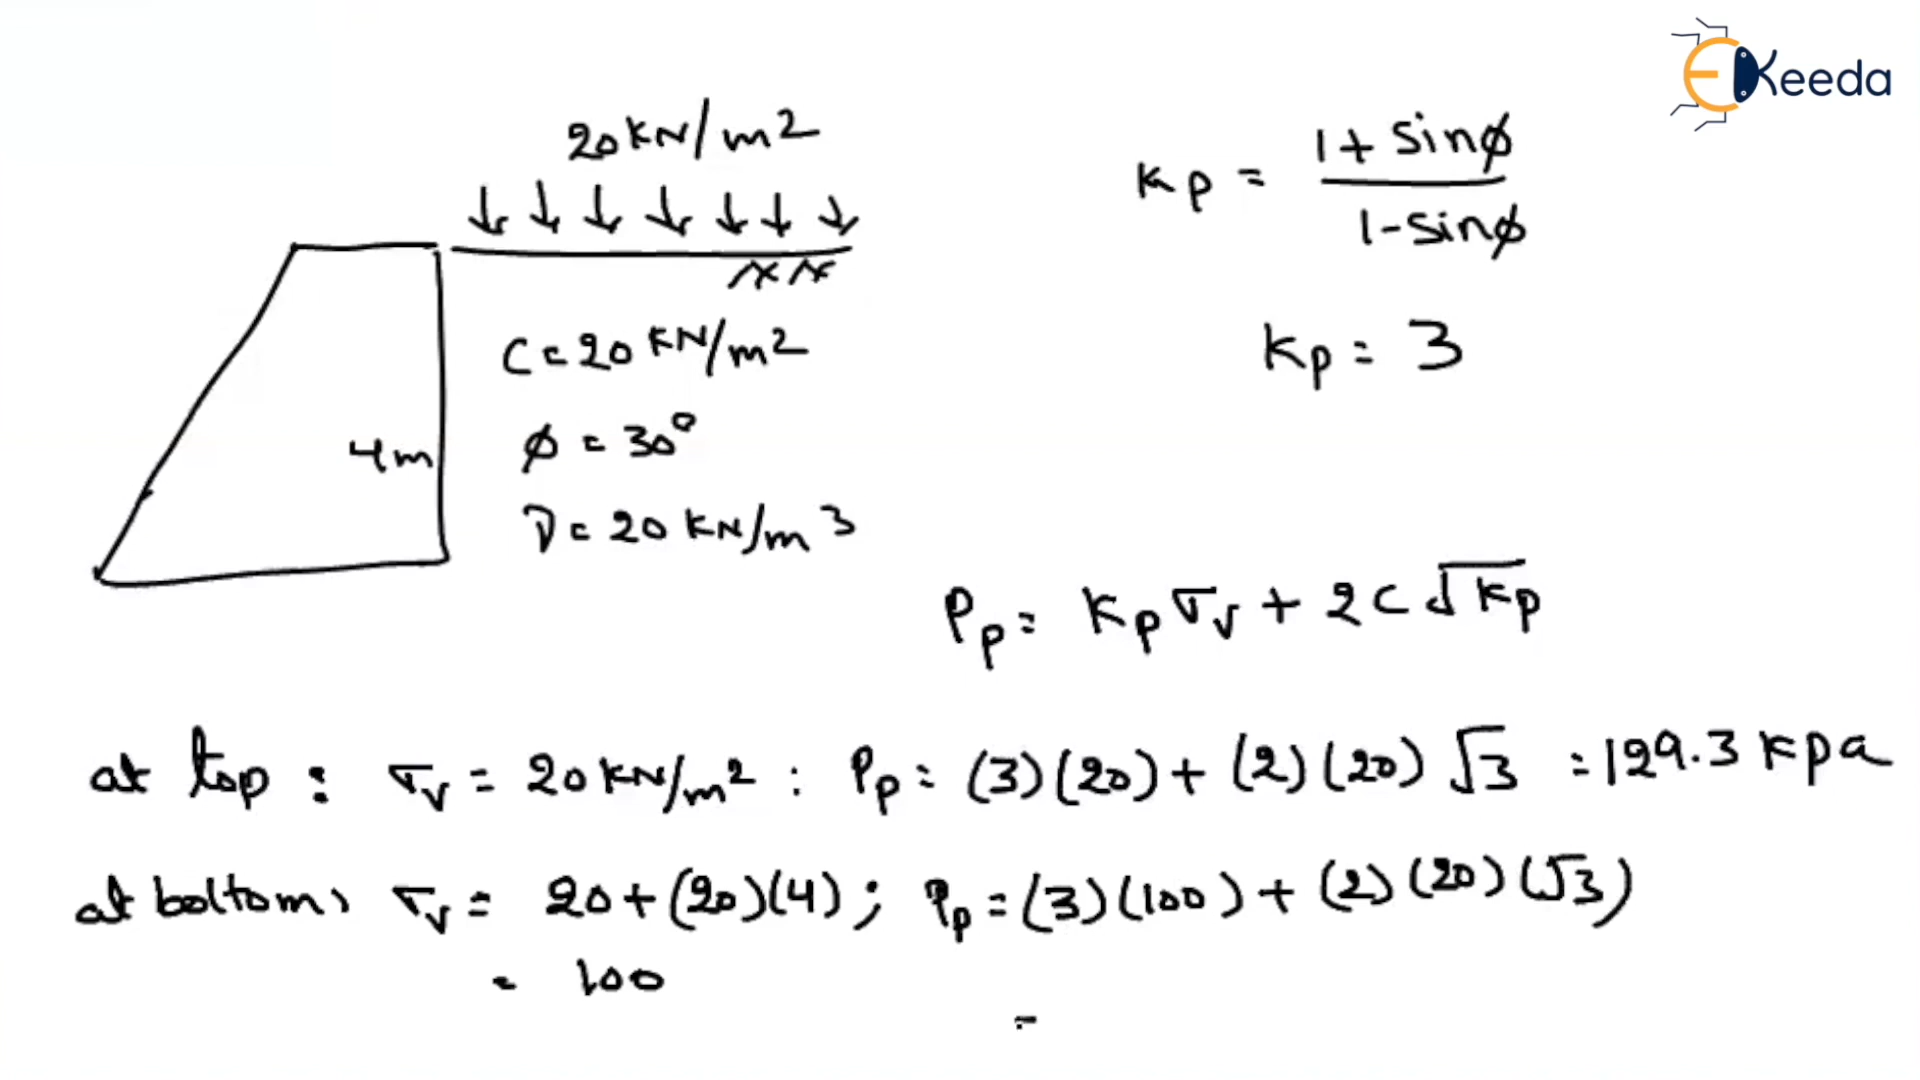 EKeeda
20 KN/m2
C = 20 KN/m2
ϕ = 30°
4m
γ = 20 KN/m3
Kp = 1 + sinϕ / 1 - sinϕ
Kp = 3
Pp = Kp σv + 2C√Kp
at top : σv = 20 KN/m2 : Pp = (3)(20) + (2)(20)√3 = 129.3 kpa
at bottom, σv = 20 + (20)(4) ; Pp = (3)(100) + (2)(20)(√3)
= 100
=